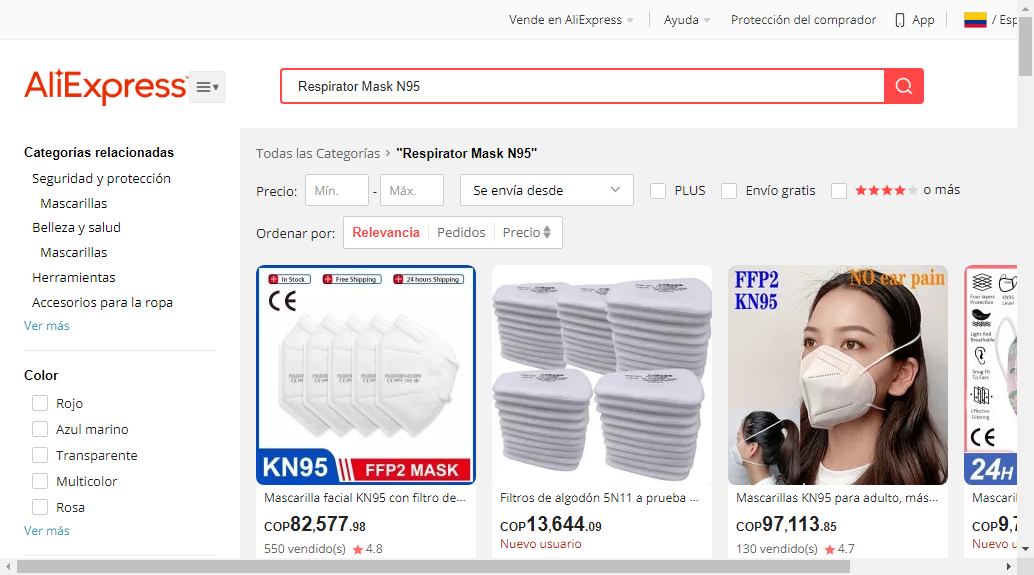 Vende en AliExpress
Ayuda
Protección del comprador
App
/ Esp
AliExpress
Respirator Mask N95
Categorías relacionadas
Seguridad y protección
Mascarillas
Belleza y salud
Mascarillas
Herramientas
Accesorios para la ropa
Ver más
Color
Rojo
Azul marino
Transparente
Multicolor
Rosa
Ver más
Todas las Categorías > "Respirator Mask N95"
Precio: Mín. - Máx. Se envía desde PLUS Envío gratis o más
Ordenar por: Relevancia Pedidos Precio
In Stock Free Shipping 24 hours Shipping
CE
KN95 FFP2 MASK
Mascarilla facial KN95 con filtro de...
COP82,577.98
550 vendido(s) 4.8
Filtros de algodón 5N11 a prueba ...
COP13,644.09
Nuevo usuario
FFP2
KN95
NO ear pain
Mascarillas KN95 para adulto, más...
COP97,113.85
130 vendido(s) 4.7
Four layers
Protection
KN95
Level
Light And
Breathable
Snug Fit
To Ears
Effective
Filtering
CE
24H
Mascaril
COP9,7
Nuevo u